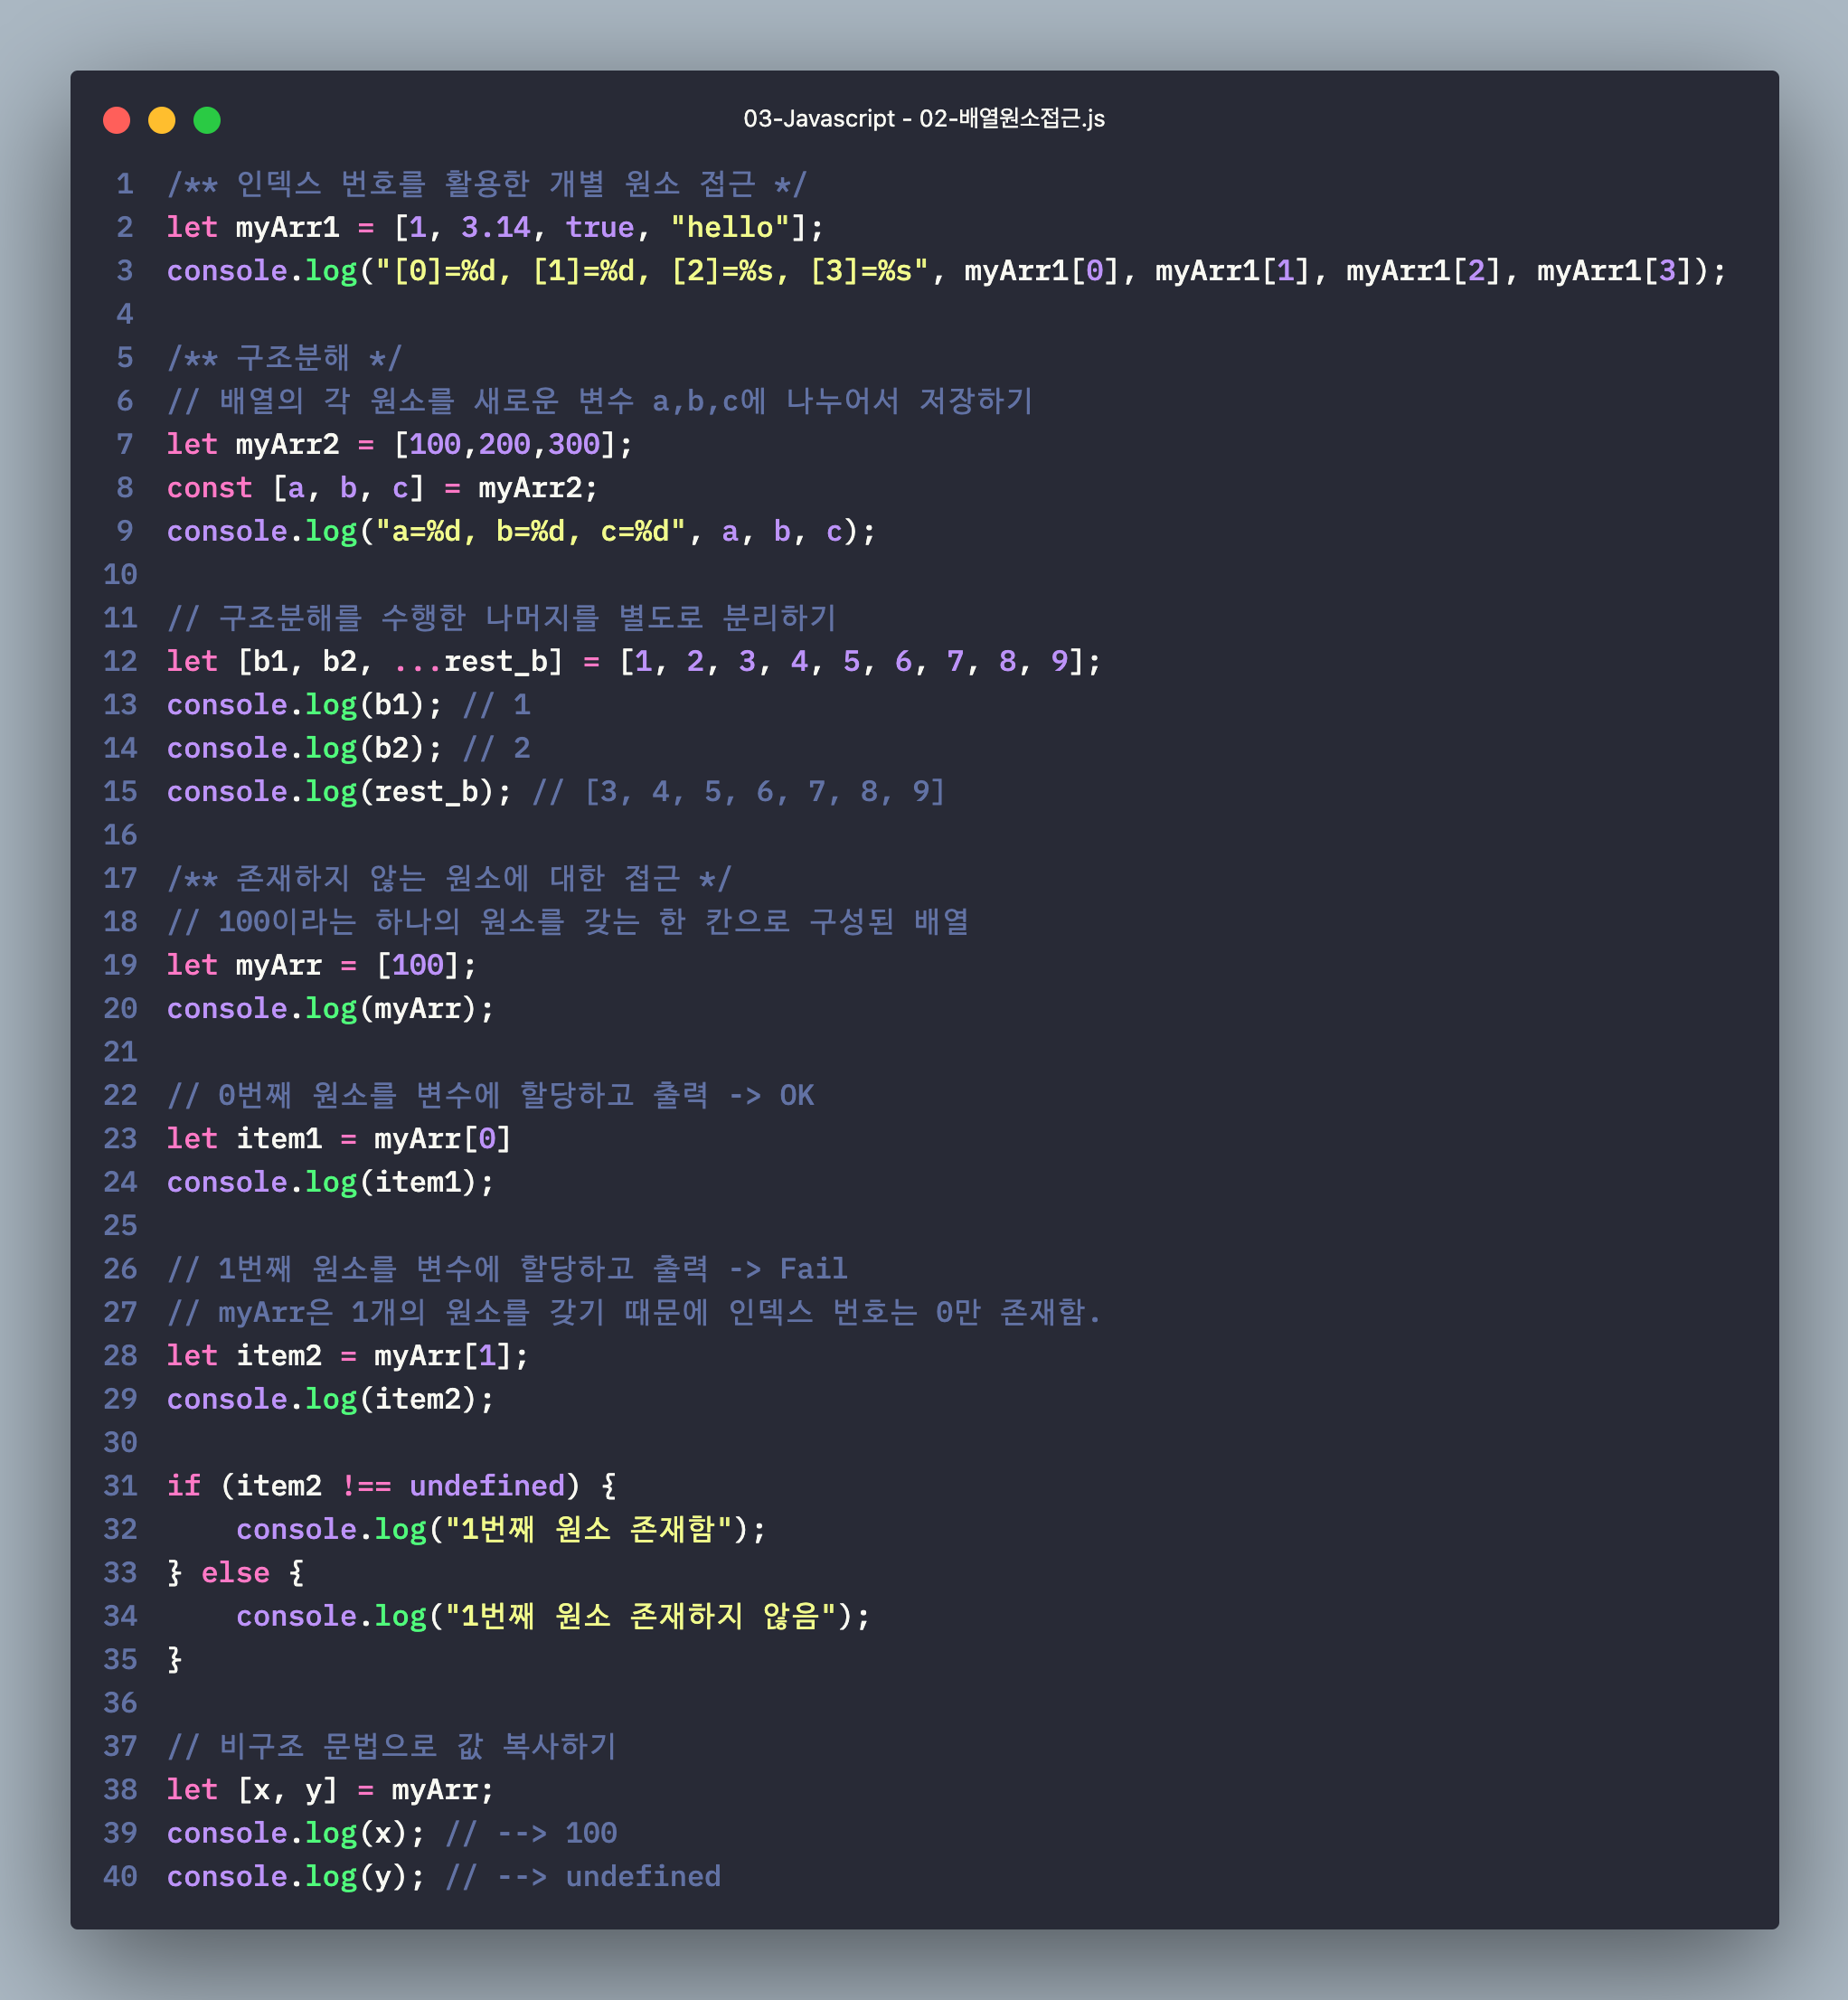 03-Javascript - 02-배열원소접근.js
1 /** 인덱스 번호를 활용한 개별 원소 접근 */
2 let myArr1 = [1, 3.14, true, "hello"];
3 console.log("[0]=%d, [1]=%d, [2]=%s, [3]=%s", myArr1[0], myArr1[1], myArr1[2], myArr1[3]);
4
5 /** 구조분해 */
6 // 배열의 각 원소를 새로운 변수 a,b,c에 나누어서 저장하기
7 let myArr2 = [100,200,300];
8 const [a, b, c] = myArr2;
9 console.log("a=%d, b=%d, c=%d", a, b, c);
10
11 // 구조분해를 수행한 나머지를 별도로 분리하기
12 let [b1, b2, ...rest_b] = [1, 2, 3, 4, 5, 6, 7, 8, 9];
13 console.log(b1); // 1
14 console.log(b2); // 2
15 console.log(rest_b); // [3, 4, 5, 6, 7, 8, 9]
16
17 /** 존재하지 않는 원소에 대한 접근 */
18 // 100이라는 하나의 원소를 갖는 한 칸으로 구성된 배열
19 let myArr = [100];
20 console.log(myArr);
21
22 // 0번째 원소를 변수에 할당하고 출력 -> OK
23 let item1 = myArr[0]
24 console.log(item1);
25
26 // 1번째 원소를 변수에 할당하고 출력 -> Fail
27 // myArr은 1개의 원소를 갖기 때문에 인덱스 번호는 0만 존재함.
28 let item2 = myArr[1];
29 console.log(item2);
30
31 if (item2 !== undefined) {
32     console.log("1번째 원소 존재함");
33 } else {
34     console.log("1번째 원소 존재하지 않음");
35 }
36
37 // 비구조 문법으로 값 복사하기
38 let [x, y] = myArr;
39 console.log(x); // --> 100
40 console.log(y); // --> undefined